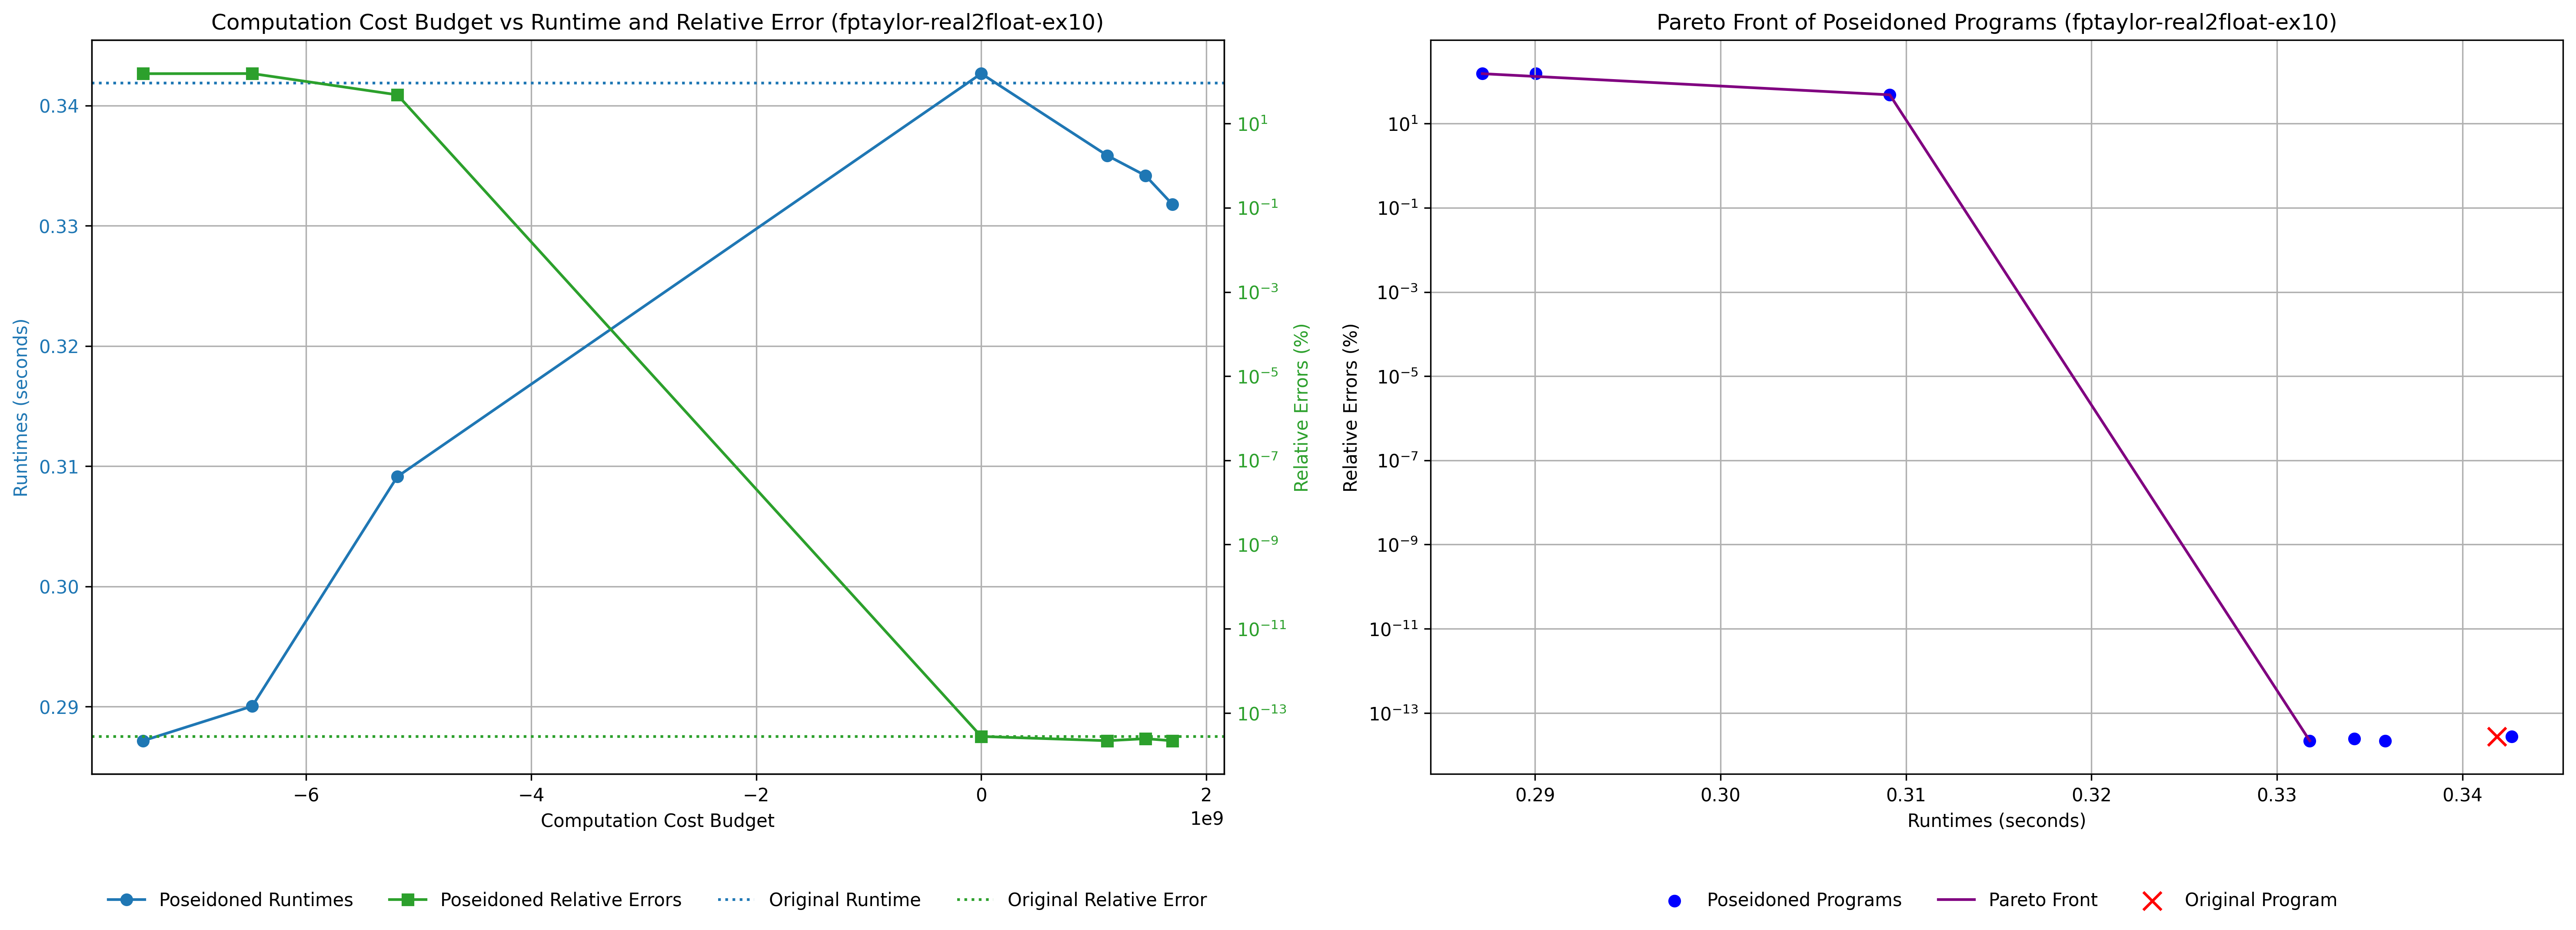 Computation Cost Budget vs Runtime and Relative Error (fptaylor-real2float-ex10)
0.34
0.33
0.32
0.31
0.30
0.29
Runtimes (seconds)
10¹
10⁻¹
10⁻³
10⁻⁵
10⁻⁷
10⁻⁹
10⁻¹¹
10⁻¹³
Relative Errors (%)
−6 −4 −2 0 2
1e9
Computation Cost Budget
Poseidoned Runtimes Poseidoned Relative Errors Original Runtime Original Relative Error
Pareto Front of Poseidoned Programs (fptaylor-real2float-ex10)
10¹
10⁻¹
10⁻³
10⁻⁵
10⁻⁷
10⁻⁹
10⁻¹¹
10⁻¹³
Relative Errors (%)
0.29 0.30 0.31 0.32 0.33 0.34
Runtimes (seconds)
Poseidoned Programs Pareto Front Original Program